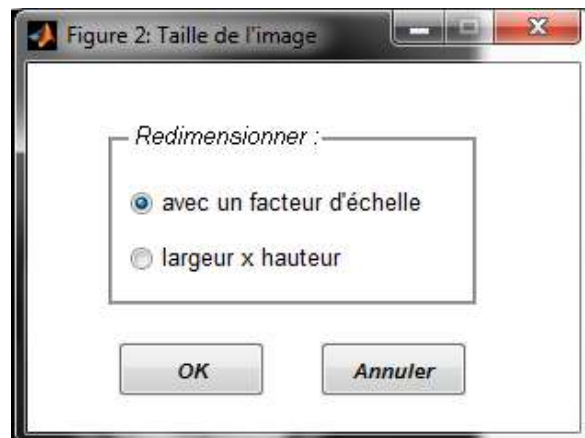 Figure 2: Taille de l'image
Redimensionner :
avec un facteur d'échelle
largeur x hauteur
OK
Annuler